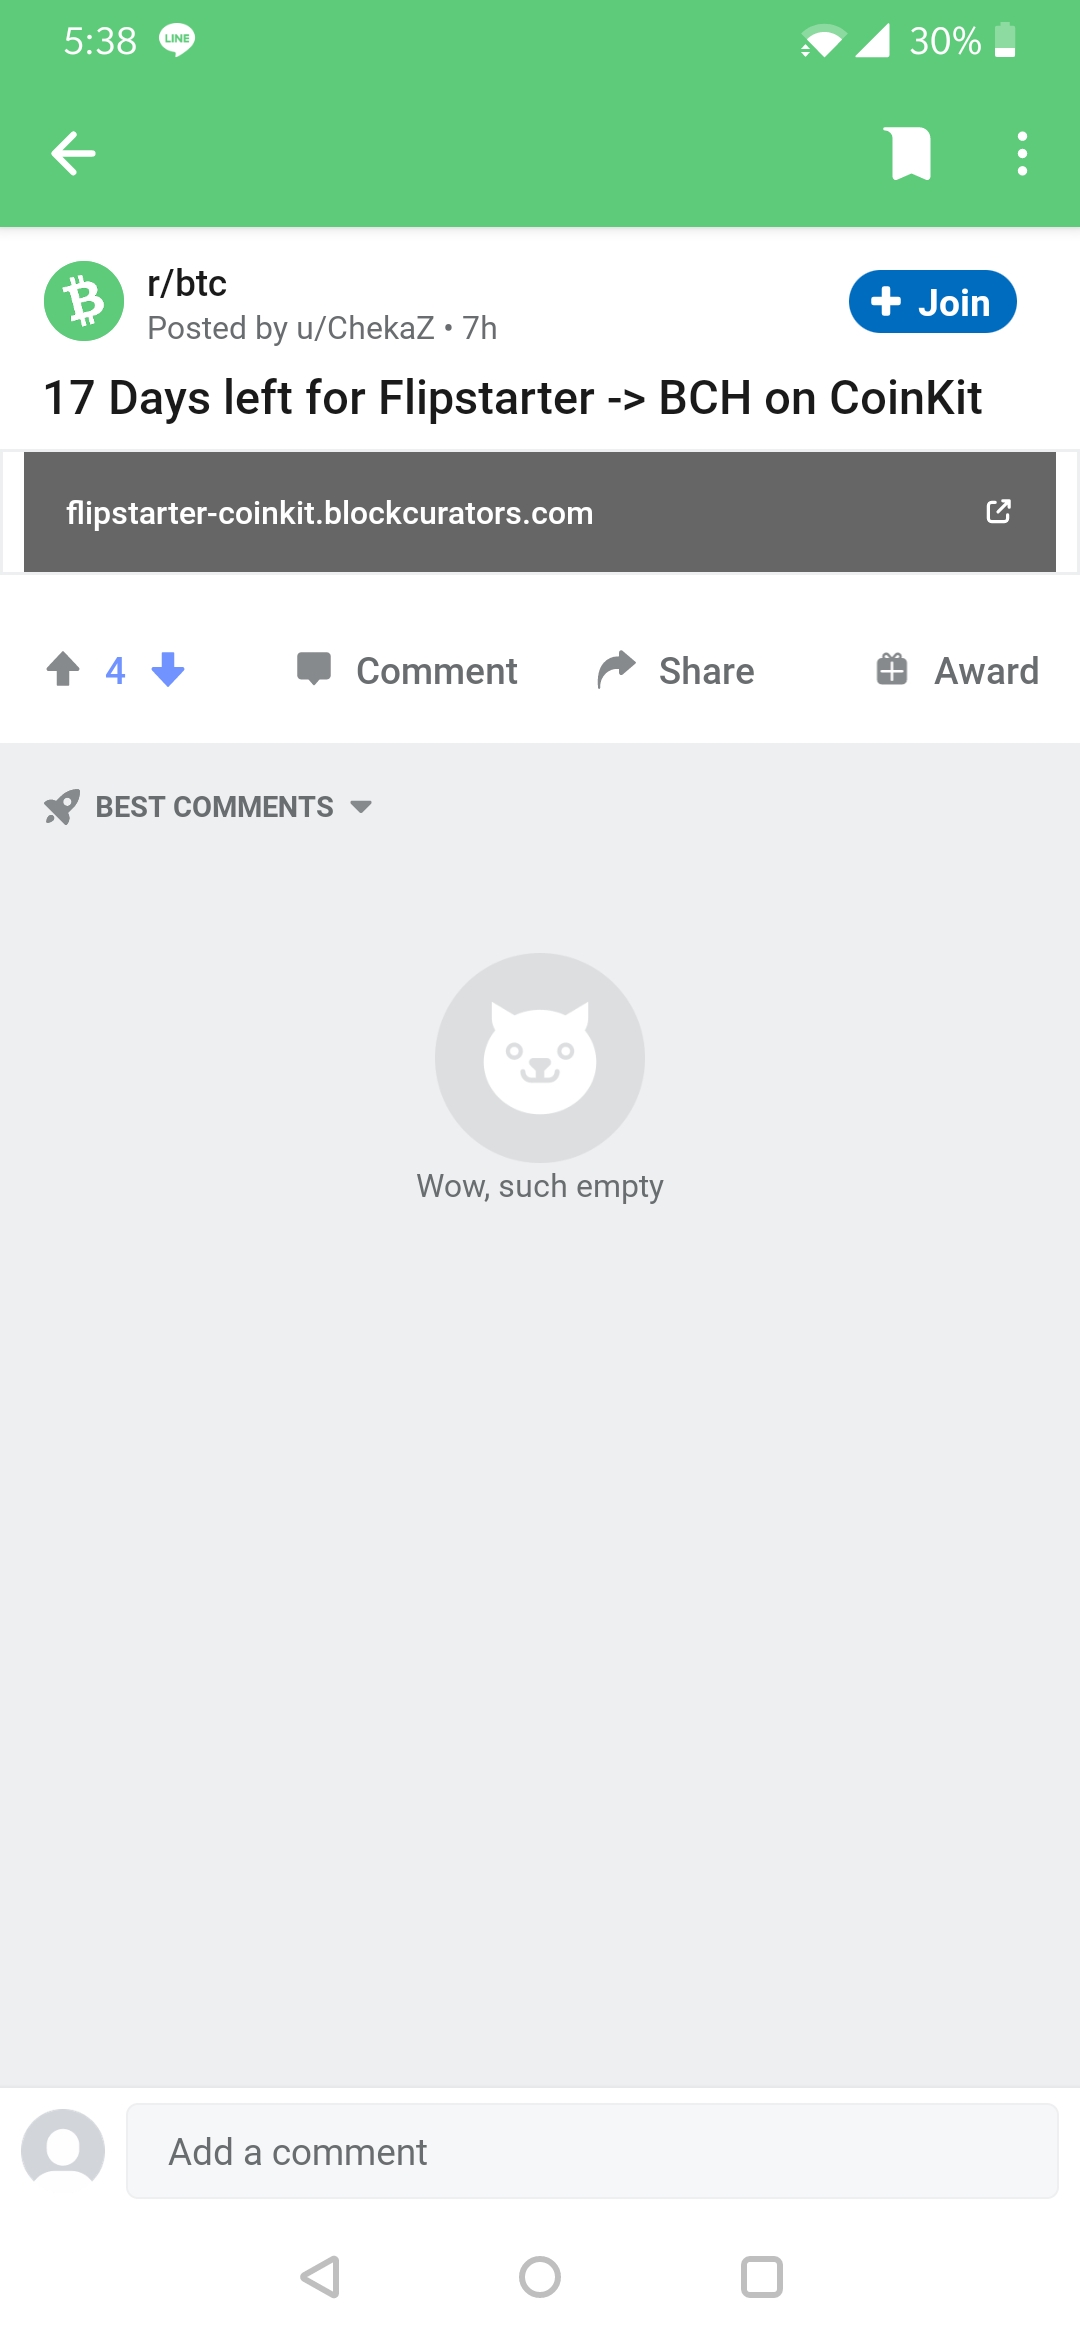 5:38 LINE 30%
r/btc
Posted by u/ChekaZ • 7h
Join
17 Days left for Flipstarter -> BCH on CoinKit
flipstarter-coinkit.blockcurators.com
4 Comment Share Award
BEST COMMENTS
Wow, such empty
Add a comment